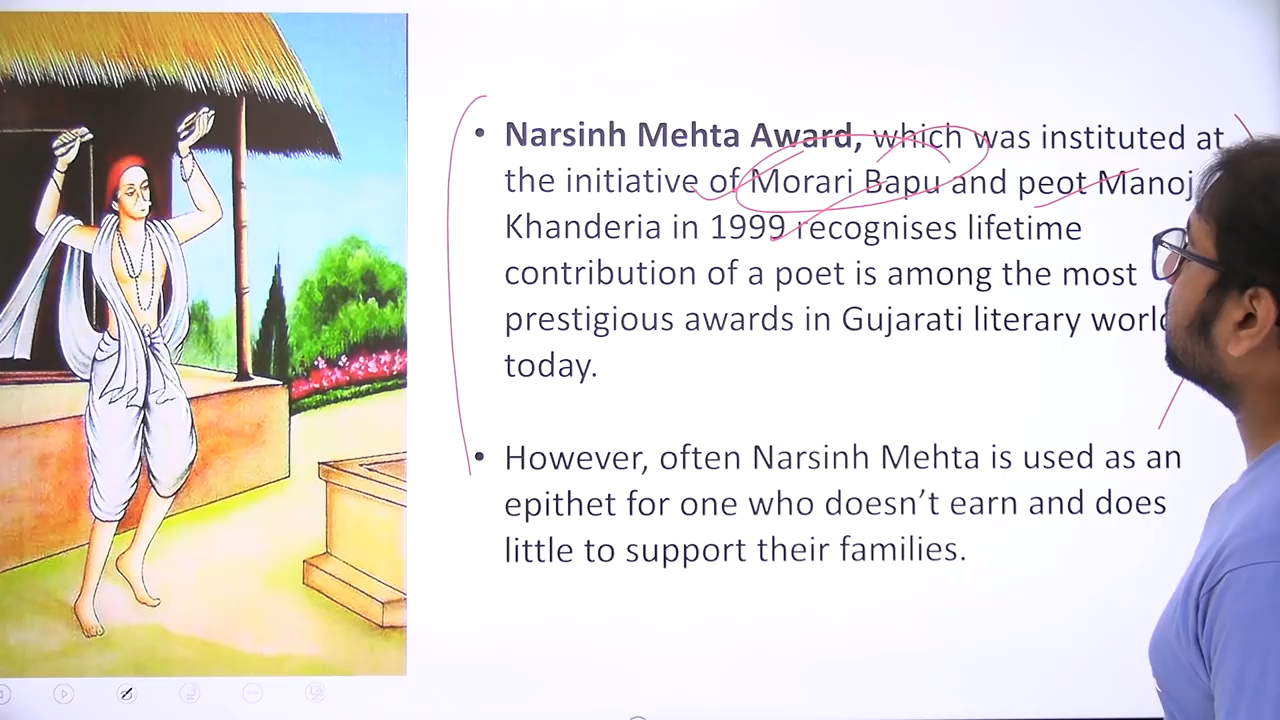 • Narsinh Mehta Award, which was instituted at
the initiative of Morari Bapu and peot Manoj
Khanderia in 1999 recognises lifetime
contribution of a poet is among the most
prestigious awards in Gujarati literary world
today.
• However, often Narsinh Mehta is used as an
epithet for one who doesn't earn and does
little to support their families.